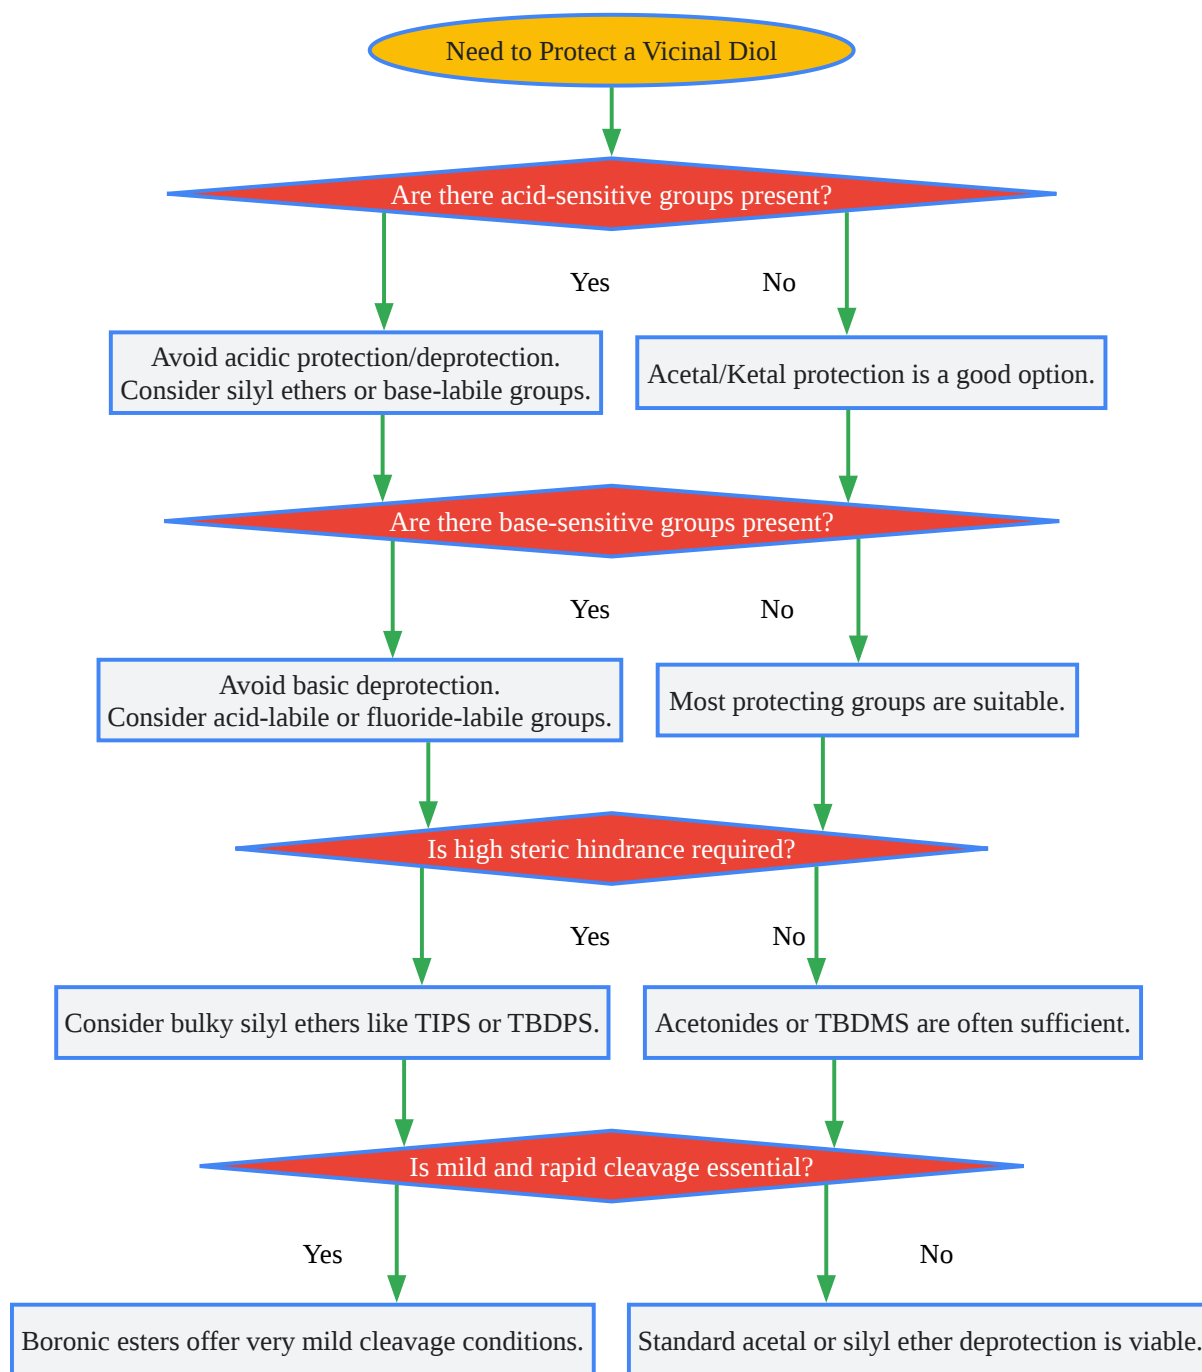 Need to Protect a Vicinal Diol
Are there acid-sensitive groups present?
Yes
No
Avoid acidic protection/deprotection.
Consider silyl ethers or base-labile groups.
Acetal/Ketal protection is a good option.
Are there base-sensitive groups present?
Yes
No
Avoid basic deprotection.
Consider acid-labile or fluoride-labile groups.
Most protecting groups are suitable.
Is high steric hindrance required?
Yes
No
Consider bulky silyl ethers like TIPS or TBDPS.
Acetonides or TBDMS are often sufficient.
Is mild and rapid cleavage essential?
Yes
No
Boronic esters offer very mild cleavage conditions.
Standard acetal or silyl ether deprotection is viable.